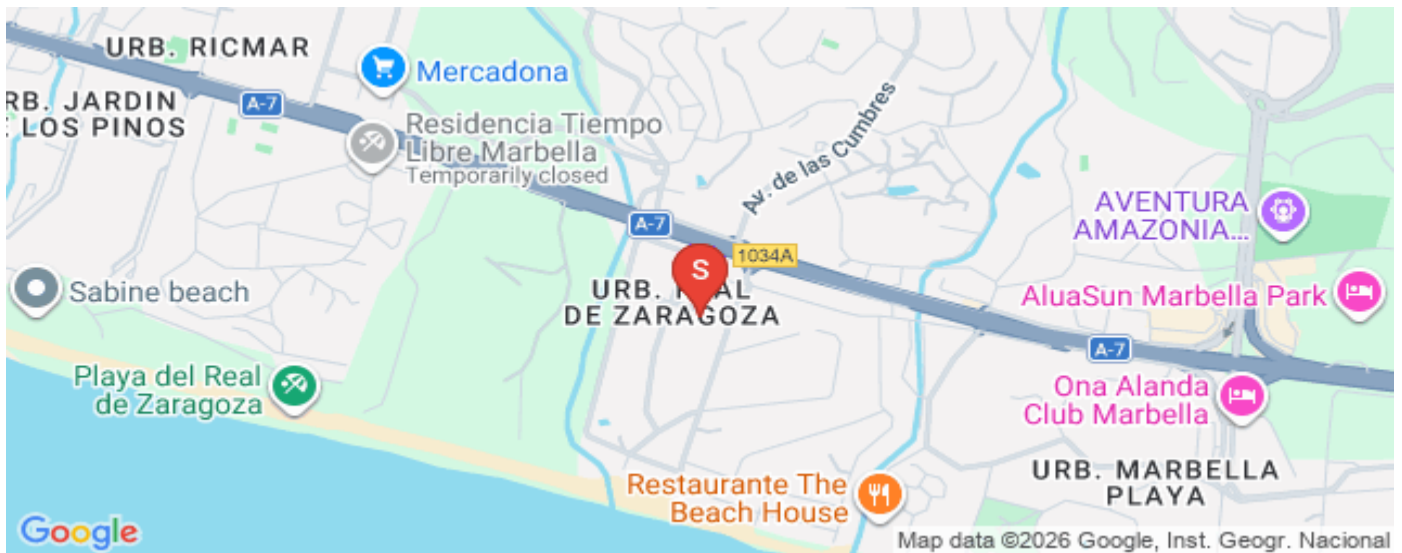 URB. RICMAR
Mercadona
A-7
RB. JARDIN
LOS PINOS
Residencia Tiempo
Libre Marbella
Temporarily closed
Av. de las Cumbres
AVENTURA
AMAZONIA...
A-7
1034A
S
URB.
DE ZARAGOZA
Sabine beach
AluaSun Marbella Park
A-7
Playa del Real
de Zaragoza
Ona Alanda
Club Marbella
URB. MARBELLA
PLAYA
Restaurante The
Beach House
Google
Map data ©2026 Google, Inst. Geogr. Nacional